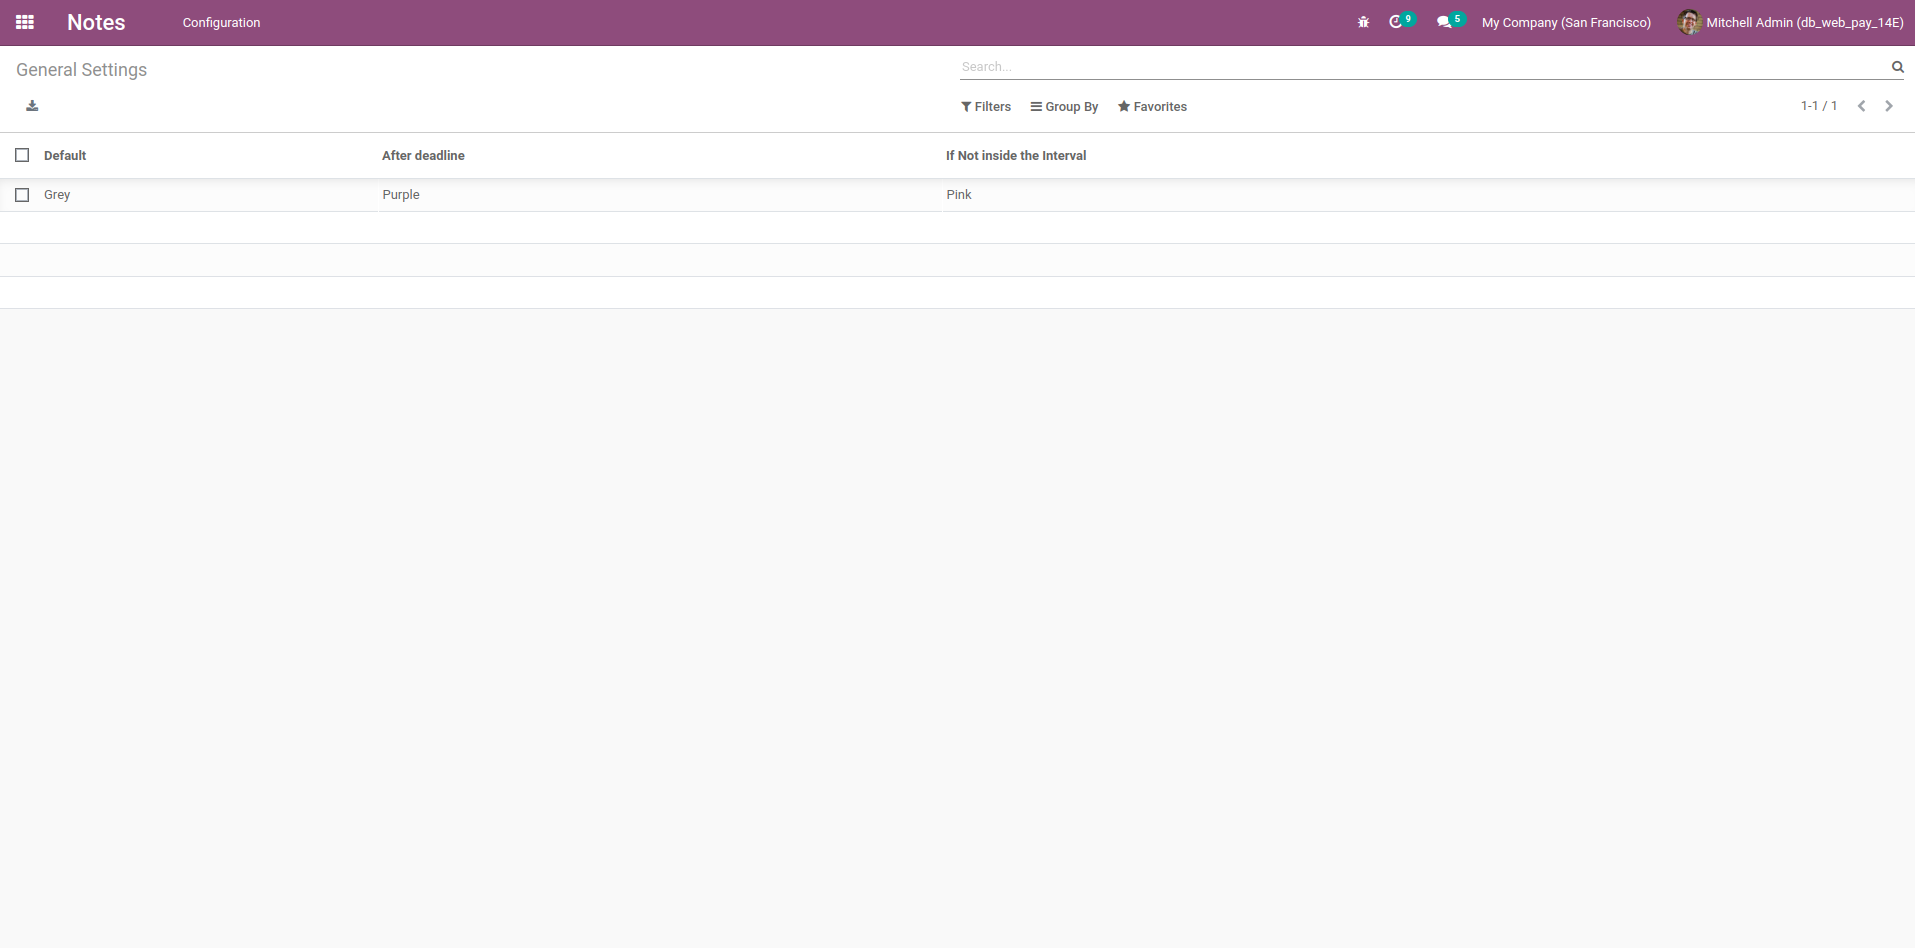 Notes Configuration 9 5 My Company (San Francisco) Mitchell Admin (db_web_pay_14E)
General Settings Search...
Filters Group By Favorites 1-1 / 1
Default After deadline If Not inside the Interval
Grey Purple Pink